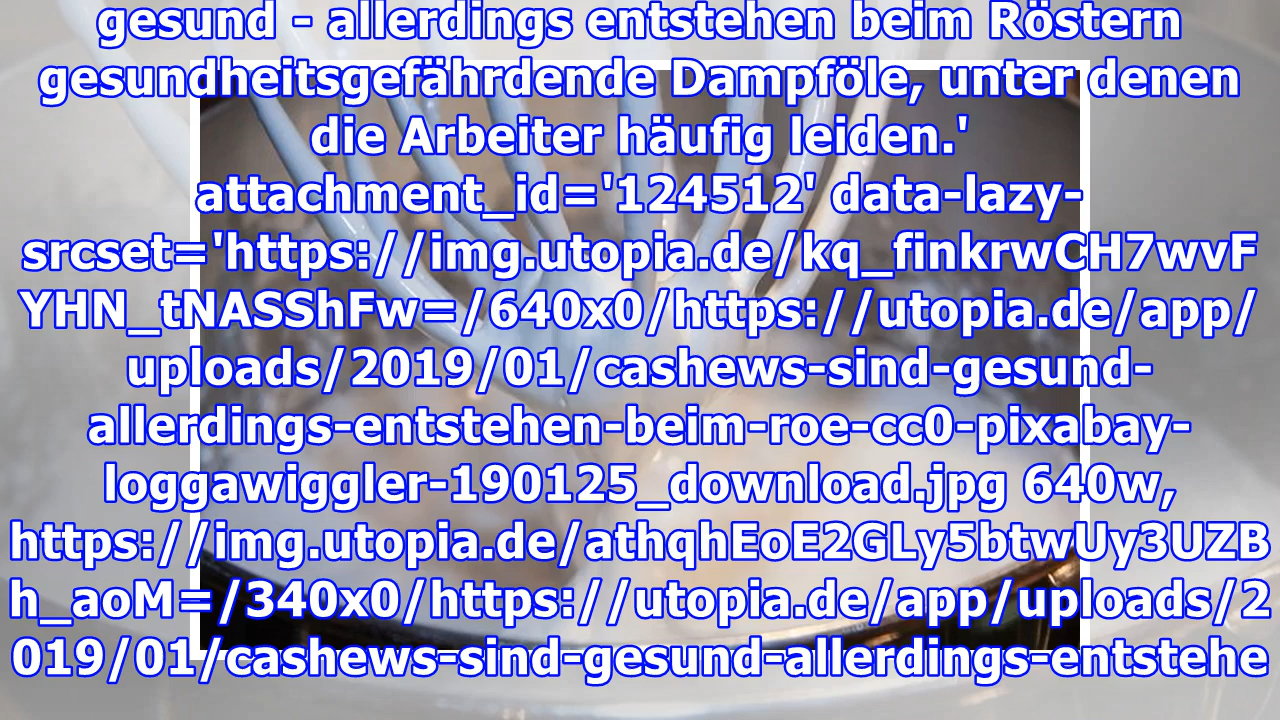 gesund - allerdings entstehen beim Röstern
gesundheitsgefährdende Dampföle, unter denen
die Arbeiter häufig leiden.'
attachment_id='124512' data-lazy-
srcset='https://img.utopia.de/kq_finkrwCH7wvF
YHN_tNASShFw=/640x0/https://utopia.de/app/
uploads/2019/01/cashews-sind-gesund-
allerdings-entstehen-beim-roe-cc0-pixabay-
loggawiggler-190125_download.jpg 640w,
https://img.utopia.de/athqhEoE2GLy5btwUy3UZB
h_aoM=/340x0/https://utopia.de/app/uploads/2
019/01/cashews-sind-gesund-allerdings-entstehe